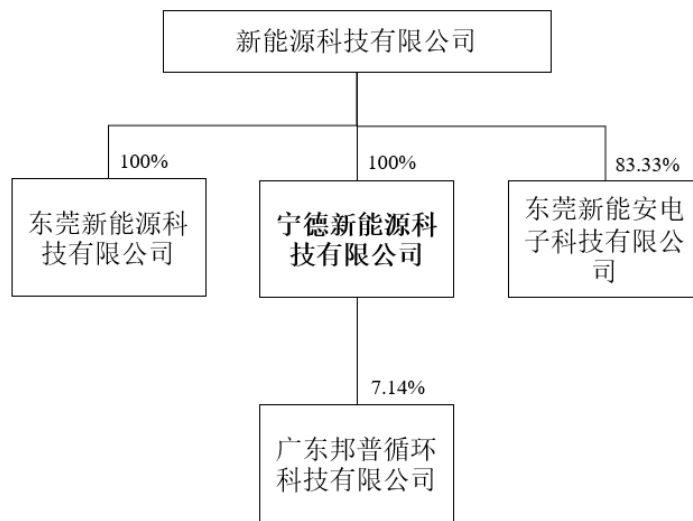 新能源科技有限公司
100%
100%
83.33%
东莞新能源科
技有限公司
宁德新能源科
技有限公司
东莞新能安电
子科技有限公
司
7.14%
广东邦普循环
科技有限公司